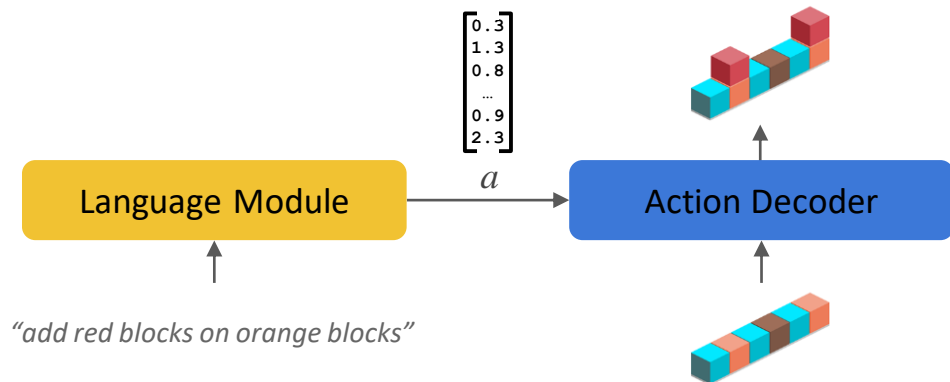 0.3
1.3
0.8
…
0.9
2.3
Language Module
a
Action Decoder
“add red blocks on orange blocks”